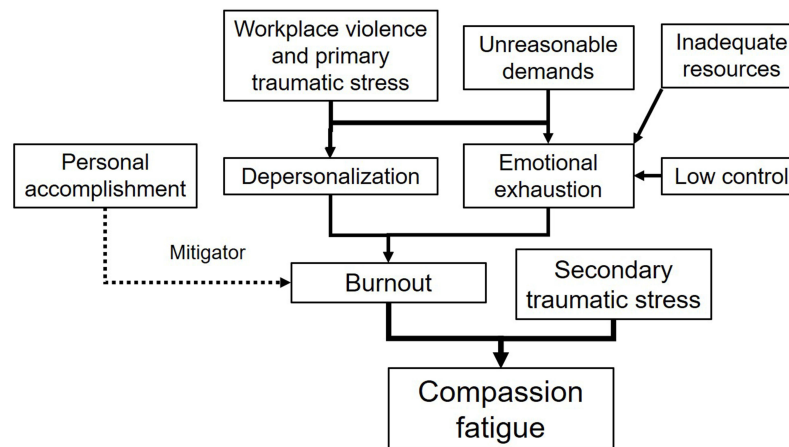 Workplace violence
and primary
traumatic stress
Unreasonable
demands
Inadequate
resources
Personal
accomplishment
Depersonalization
Emotional
exhaustion
Low control
Mitigator
Burnout
Secondary
traumatic stress
Compassion
fatigue